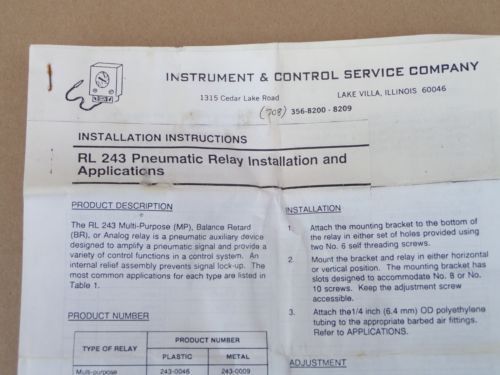 INSTRUMENT & CONTROL SERVICE COMPANY
1315 Cedar Lake Road
LAKE VILLA, ILLINOIS 60046
(708) 356-8200 - 8209
INSTALLATION INSTRUCTIONS
RL 243 Pneumatic Relay Installation and
Applications
PRODUCT DESCRIPTION
The RL 243 Multi-Purpose (MP), Balance Retard
(BR), or Analog relay is a pneumatic auxiliary device
designed to amplify a pneumatic signal and provide a
variety of control functions in a control system. An
internal relief assembly prevents signal lock-up. The
most common applications for each type are listed in
Table 1.
PRODUCT NUMBER
TYPE OF RELAY
PRODUCT NUMBER
PLASTIC
METAL
Multi-purpose
243-0046
243-0009
INSTALLATION
1. Attach the mounting bracket to the bottom of
the relay in either set of holes provided using
two No. 6 self threading screws.
2. Mount the bracket and relay in either horizontal
or vertical position. The mounting bracket has
slots designed to accommodate No. 8 or No.
10 screws. Keep the adjustment screw
accessible.
3. Attach the1/4 inch (6.4 mm) OD polyethylene
tubing to the appropriate barbed air fittings.
Refer to APPLICATIONS.
ADJUSTMENT